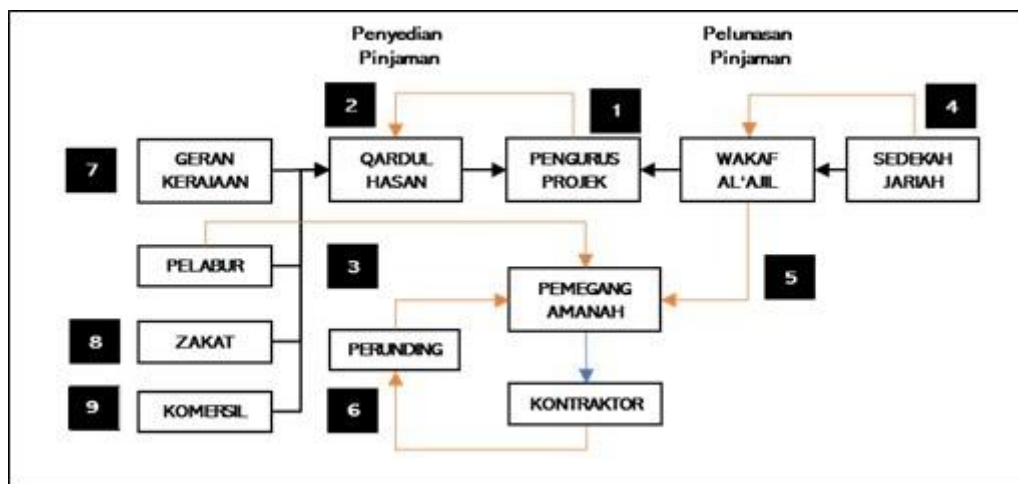 Penyedian
Pinjaman
Pelunasan
Pinjaman
2
1
4
7
GERAN
KERAJAAN
QARDUL
HASAN
PENGURUS
PROJEK
WAKAF
AL'AJIL
SEDEKAH
JARIAH
PELABUR
3
PEMEGANG
AMANAH
5
8
ZAKAT
PERUNDING
9
KOMERSIL
6
KONTRAKTOR